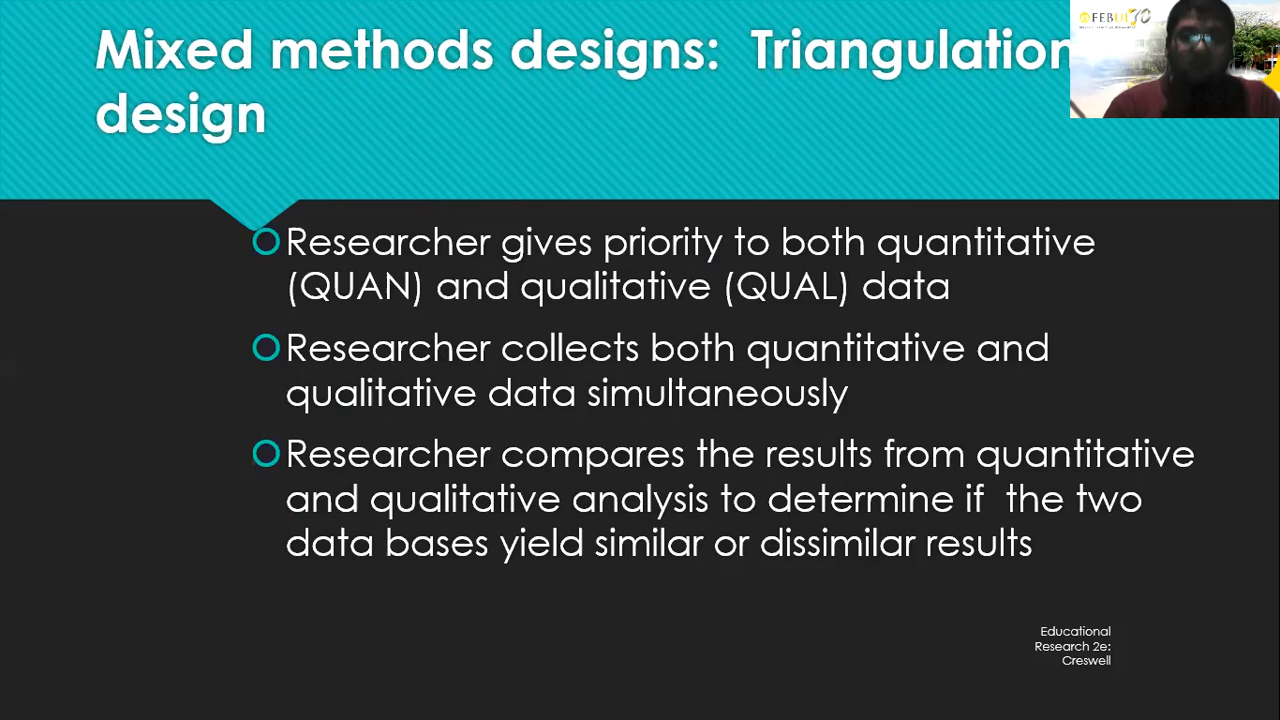 Mixed methods designs: Triangulation
design
FEBUI 70
Researcher gives priority to both quantitative
(QUAN) and qualitative (QUAL) data
Researcher collects both quantitative and
qualitative data simultaneously
Researcher compares the results from quantitative
and qualitative analysis to determine if the two
data bases yield similar or dissimilar results
Educational
Research 2e:
Creswell